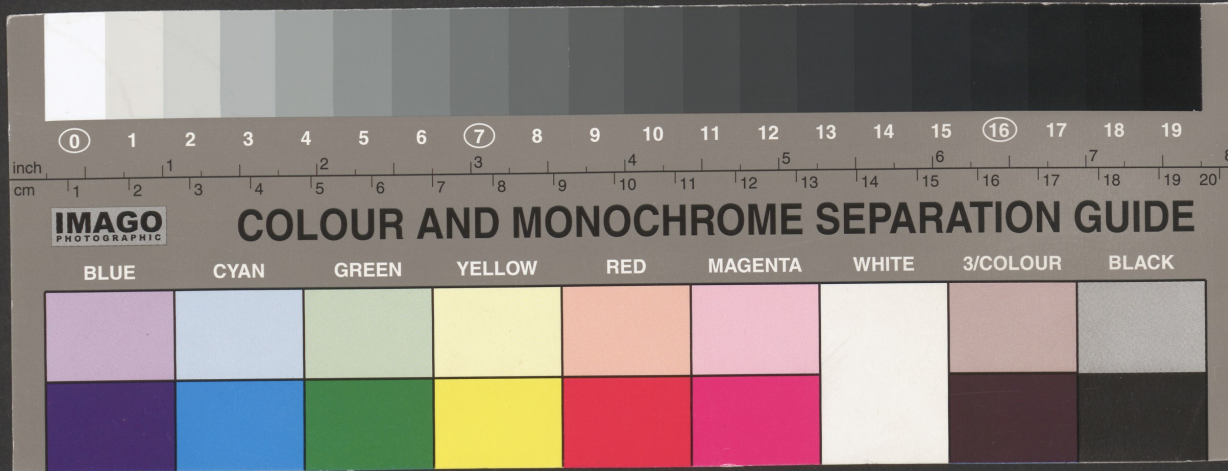 0 1 2 3 4 5 6 7 8 9 10 11 12 13 14 15 16 17 18 19
inch 1 2 3 4 5 6 7 8
cm 1 2 3 4 5 6 7 8 9 10 11 12 13 14 15 16 17 18 19 20
IMAGO
PHOTOGRAPHIC
COLOUR AND MONOCHROME SEPARATION GUIDE
BLUE CYAN GREEN YELLOW RED MAGENTA WHITE 3/COLOUR BLACK